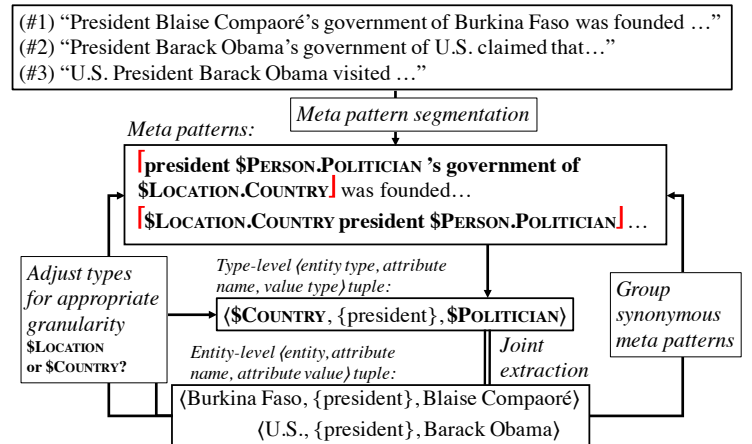 (#1) “President Blaise Compaoré’s government of Burkina Faso was founded …”
(#2) “President Barack Obama’s government of U.S. claimed that…”
(#3) “U.S. President Barack Obama visited …”
Meta pattern segmentation
Meta patterns:
⌈president $PERSON.POLITICIAN ’s government of
$LOCATION.COUNTRY⌋ was founded…
⌈$LOCATION.COUNTRY president $PERSON.POLITICIAN⌋ …
Adjust types
for appropriate
granularity
$LOCATION
or $COUNTRY?
Type-level ⟨entity type, attribute
name, value type⟩ tuple:
⟨$COUNTRY, {president}, $POLITICIAN⟩
Group
synonymous
meta patterns
Entity-level ⟨entity, attribute
name, attribute value⟩ tuple:
Joint
extraction
⟨Burkina Faso, {president}, Blaise Compaoré⟩
⟨U.S., {president}, Barack Obama⟩